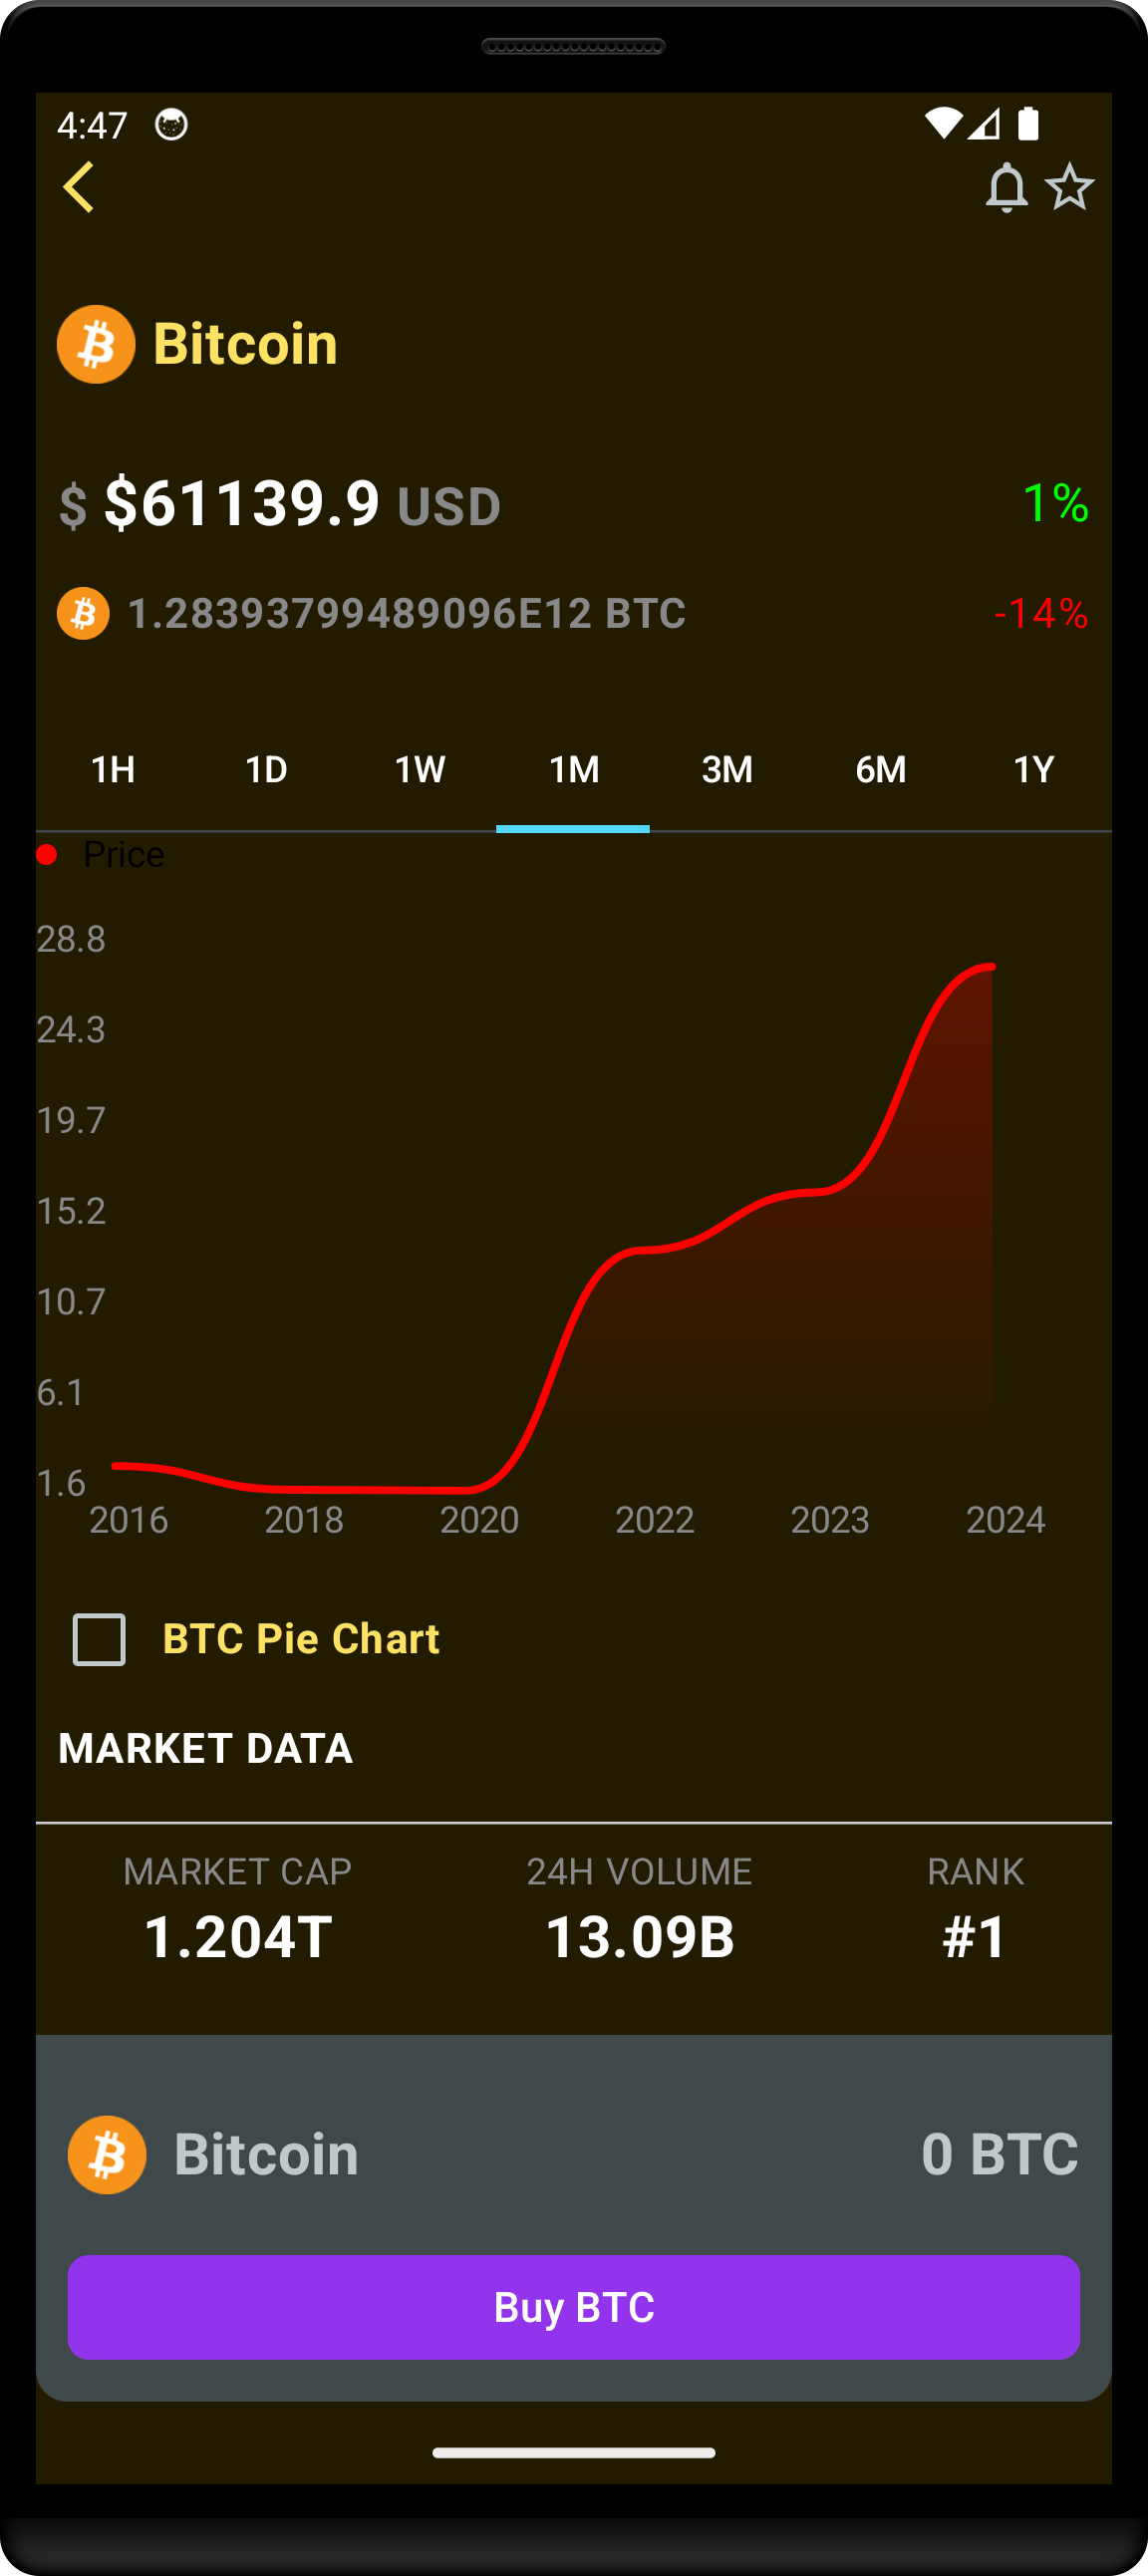 4:47
Bitcoin
$ $61139.9 USD 1%
1.28393799489096E12 BTC -14%
1H 1D 1W 1M 3M 6M 1Y
Price
28.8
24.3
19.7
15.2
10.7
6.1
1.6
2016 2018 2020 2022 2023 2024
BTC Pie Chart
MARKET DATA
MARKET CAP 24H VOLUME RANK
1.204T 13.09B #1
Bitcoin 0 BTC
Buy BTC